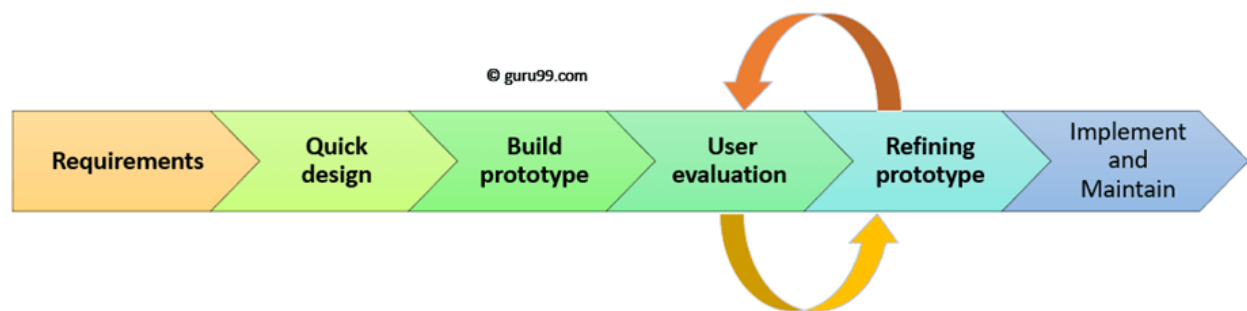 © guru99.com
Requirements
Quick
design
Build
prototype
User
evaluation
Refining
prototype
Implement
and
Maintain